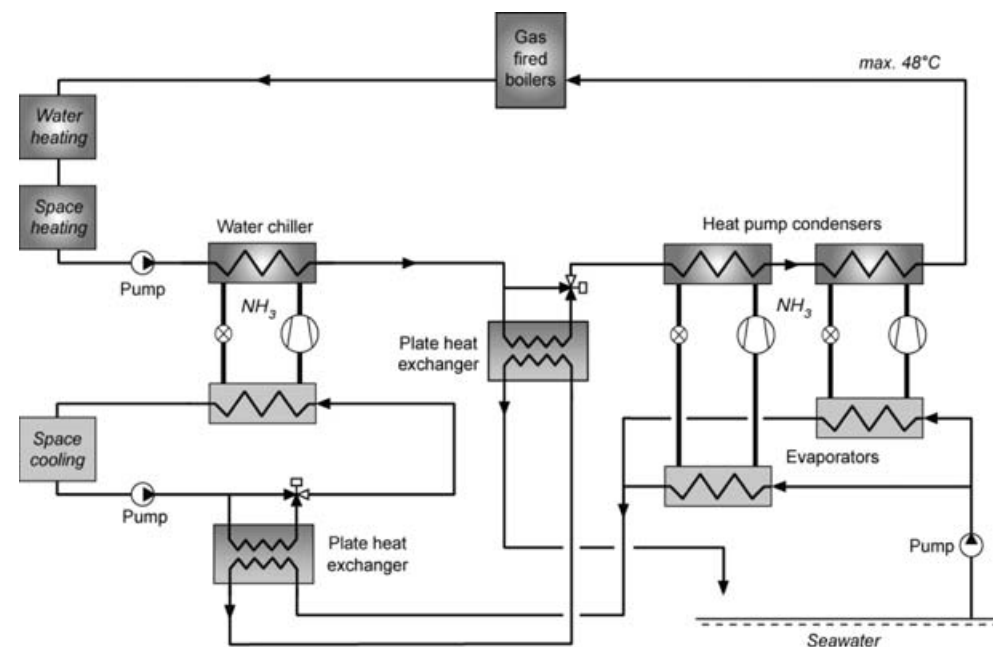 Gas
fired
boilers
max. 48°C
Water
heating
Space
heating
Water chiller
Heat pump condensers
Pump
NH3
NH3
Plate heat
exchanger
Space
cooling
Evaporators
Pump
Plate heat
exchanger
Pump
Seawater